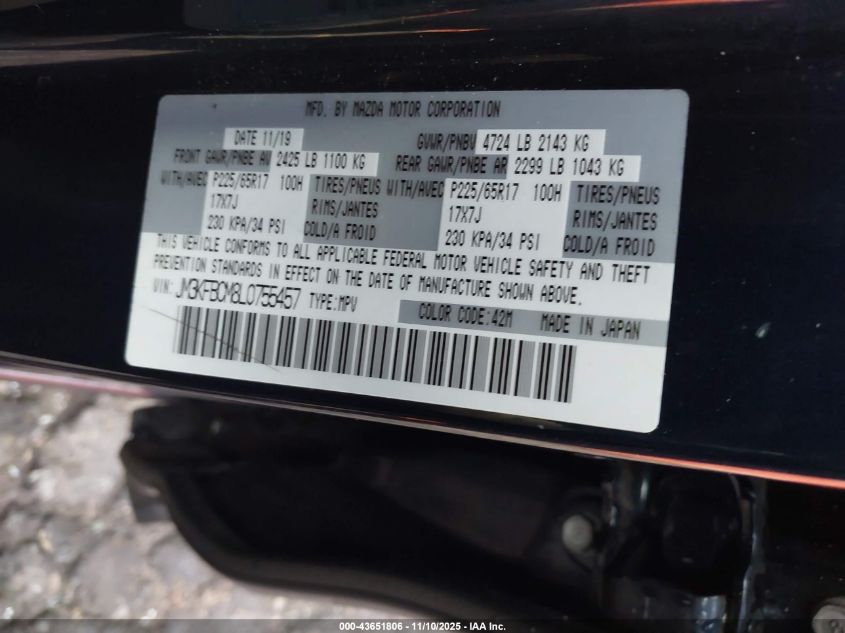 MFD. BY MAZDA MOTOR CORPORATION
DATE 11/19 GVWR/PNBV 4724 LB 2143 KG
FRONT GAWR/PNBE AV 2425 LB 1100 KG REAR GAWR/PNBE AR 2299 LB 1043 KG
WITH/AVEC P225/65R17 100H TIRES/PNEUS WITH/AVEC P225/65R17 100H TIRES/PNEUS
17X7J RIMS/JANTES 17X7J RIMS/JANTES
230 KPA/34 PSI COLD/A FROID 230 KPA/34 PSI COLD/A FROID
THIS VEHICLE CONFORMS TO ALL APPLICABLE FEDERAL MOTOR VEHICLE SAFETY AND THEFT
PREVENTION STANDARDS IN EFFECT ON THE DATE OF MANUFACTURE SHOWN ABOVE.
VIN: JM3KFBCM8L0755457 TYPE:MPV COLOR CODE:42M MADE IN JAPAN
000-43651806 - 11/10/2025 - IAA Inc.